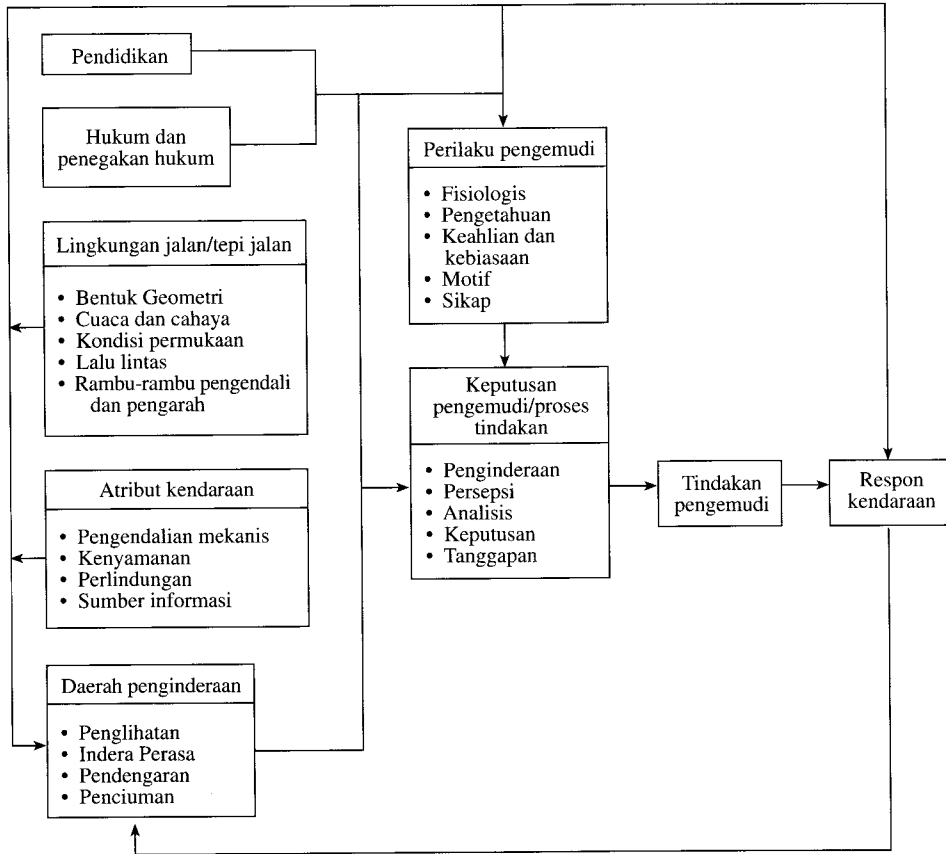 Pendidikan
Hukum dan
penegakan hukum
Lingkungan jalan/tepi jalan
• Bentuk Geometri
• Cuaca dan cahaya
• Kondisi permukaan
• Lalu lintas
• Rambu-rambu pengendali
dan pengarah
Atribut kendaraan
• Pengendalian mekanis
• Kenyamanan
• Perlindungan
• Sumber informasi
Daerah penginderaan
• Penglihatan
• Indera Perasa
• Pendengaran
• Penciuman
Perilaku pengemudi
• Fisiologis
• Pengetahuan
• Keahlian dan
kebiasaan
• Motif
• Sikap
Keputusan
pengemudi/proses
tindakan
• Penginderaan
• Persepsi
• Analisis
• Keputusan
• Tanggapan
Tindakan
pengemudi
Respon
kendaraan